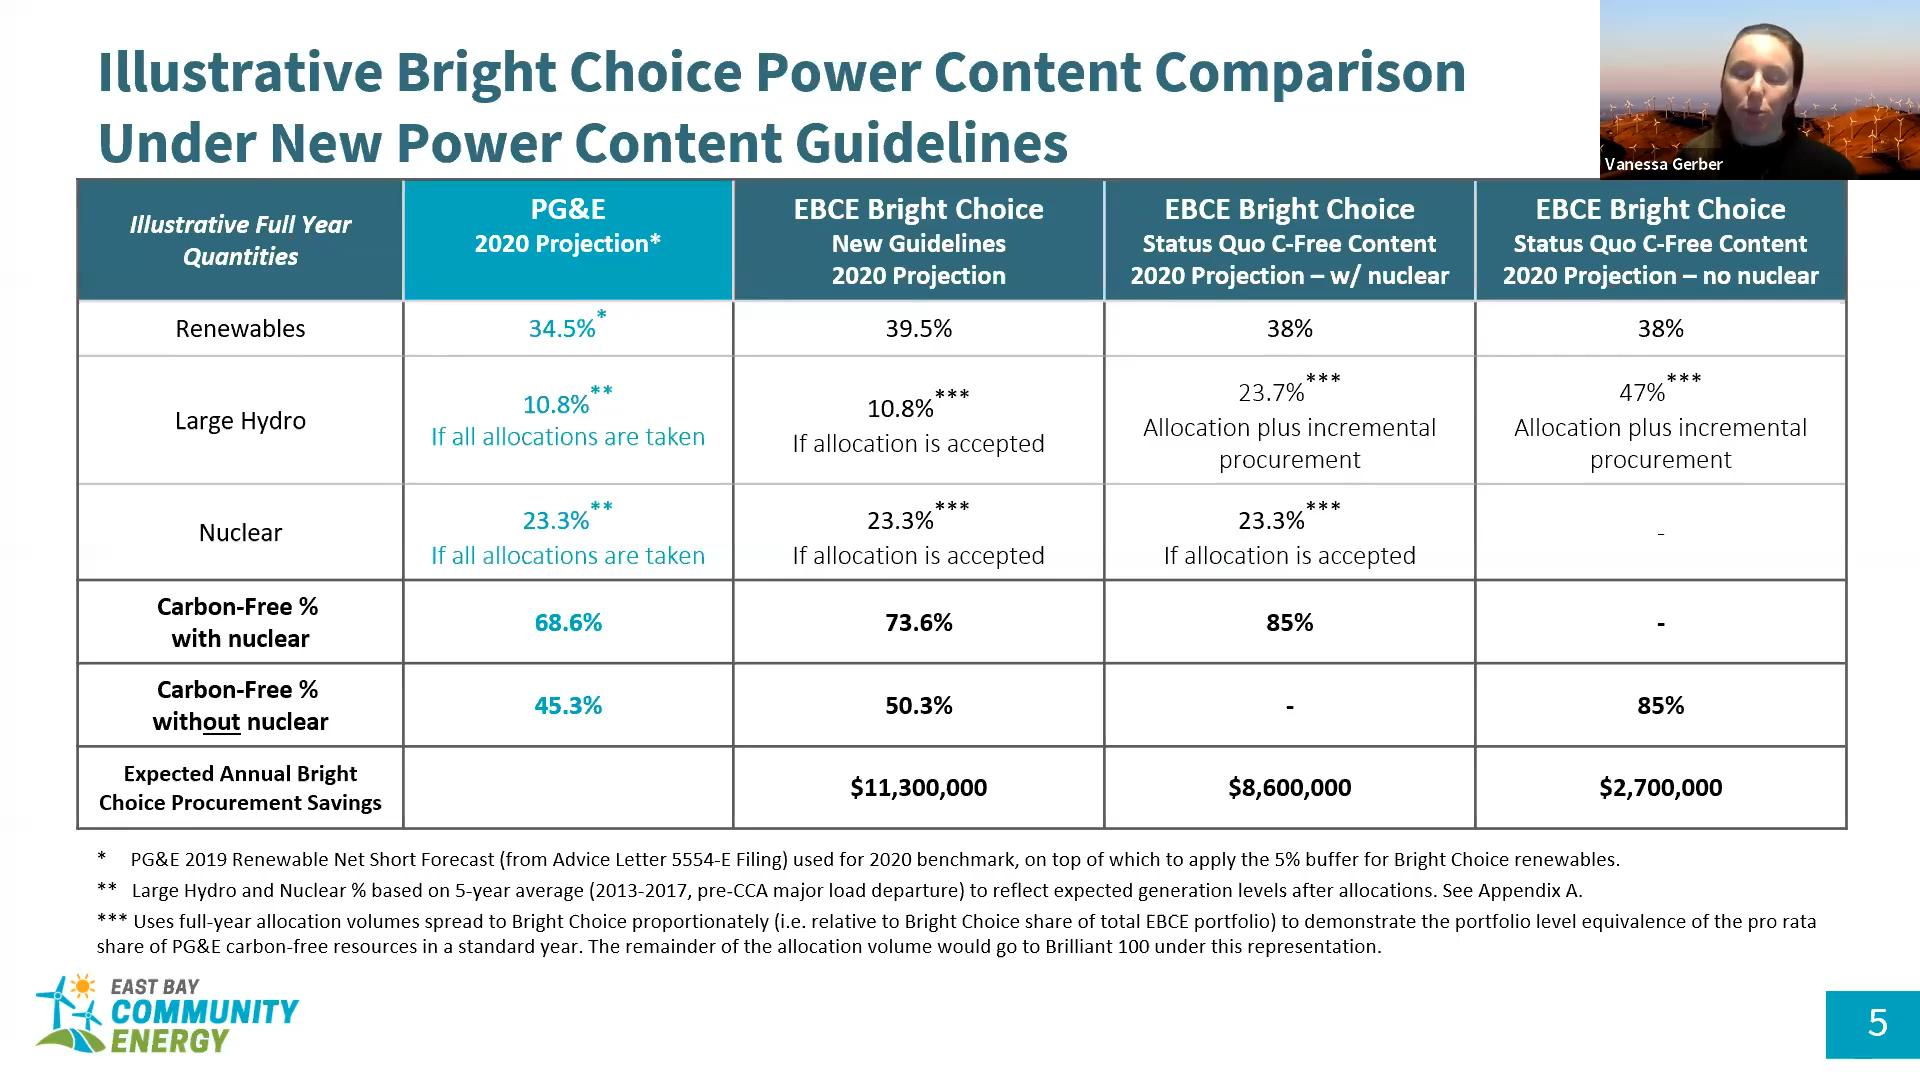 Illustrative Bright Choice Power Content Comparison
Under New Power Content Guidelines
Vanessa Gerber
Illustrative Full Year
Quantities
PG&E
2020 Projection*
EBCE Bright Choice
New Guidelines
2020 Projection
EBCE Bright Choice
Status Quo C-Free Content
2020 Projection – w/ nuclear
EBCE Bright Choice
Status Quo C-Free Content
2020 Projection – no nuclear
Renewables
34.5%*
39.5%
38%
38%
Large Hydro
10.8%**
If all allocations are taken
10.8%***
If allocation is accepted
23.7%***
Allocation plus incremental
procurement
47%***
Allocation plus incremental
procurement
Nuclear
23.3%**
If all allocations are taken
23.3%***
If allocation is accepted
23.3%***
If allocation is accepted
-
Carbon-Free %
with nuclear
68.6%
73.6%
85%
-
Carbon-Free %
without nuclear
45.3%
50.3%
-
85%
Expected Annual Bright
Choice Procurement Savings
$11,300,000
$8,600,000
$2,700,000
* PG&E 2019 Renewable Net Short Forecast (from Advice Letter 5554-E Filing) used for 2020 benchmark, on top of which to apply the 5% buffer for Bright Choice renewables.
** Large Hydro and Nuclear % based on 5-year average (2013-2017, pre-CCA major load departure) to reflect expected generation levels after allocations. See Appendix A.
*** Uses full-year allocation volumes spread to Bright Choice proportionately (i.e. relative to Bright Choice share of total EBCE portfolio) to demonstrate the portfolio level equivalence of the pro rata
share of PG&E carbon-free resources in a standard year. The remainder of the allocation volume would go to Brilliant 100 under this representation.
EAST BAY
COMMUNITY
ENERGY
5